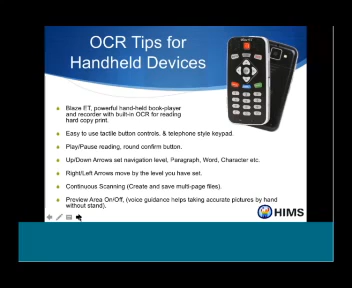 OCR Tips for
Handheld Devices
Blaze ET, powerful hand-held book-player
and recorder with built-in OCR for reading
hard copy print.
Easy to use tactile button controls. & telephone style keypad.
Play/Pause reading, round confirm button.
Up/Down Arrows set navigation level, Paragraph, Word, Character etc.
Right/Left Arrows move by the level you have set.
Continuous Scanning (Create and save multi-page files).
Preview Area On/Off, (voice guidance helps taking accurate pictures by hand
without stand).
HIMS